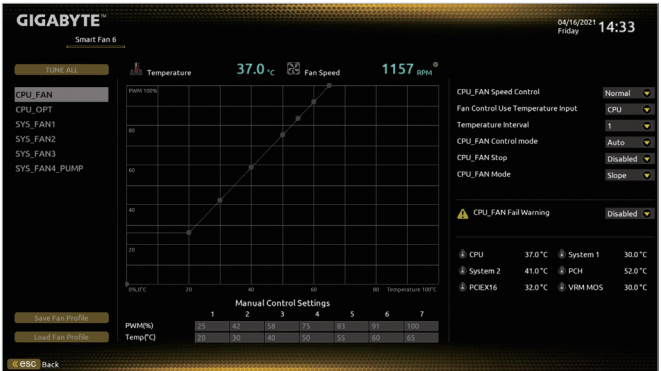 GIGABYTE™
04/16/2021
Friday
14:33
Smart Fan 6
TUNE ALL
Temperature
37.0 °C
Fan Speed
1157 RPM
CPU_FAN
CPU_OPT
SYS_FAN1
SYS_FAN2
SYS_FAN3
SYS_FAN4_PUMP
PWM 100%
80
60
40
20
0%,0°C 20 40 60 80 Temperature 100°C
CPU_FAN Speed Control Normal
Fan Control Use Temperature Input CPU
Temperature Interval 1
CPU_FAN Control mode Auto
CPU_FAN Stop Disabled
CPU_FAN Mode Slope
CPU_FAN Fail Warning Disabled
CPU 37.0°C System 1 30.0°C
System 2 41.0°C PCH 52.0°C
PCIEX16 32.0°C VRM MOS 30.0°C
Manual Control Settings
1 2 3 4 5 6 7
PWM(%) 25 42 58 75 83 91 100
Temp(°C) 20 30 40 50 55 60 65
Save Fan Profile
Load Fan Profile
esc Back